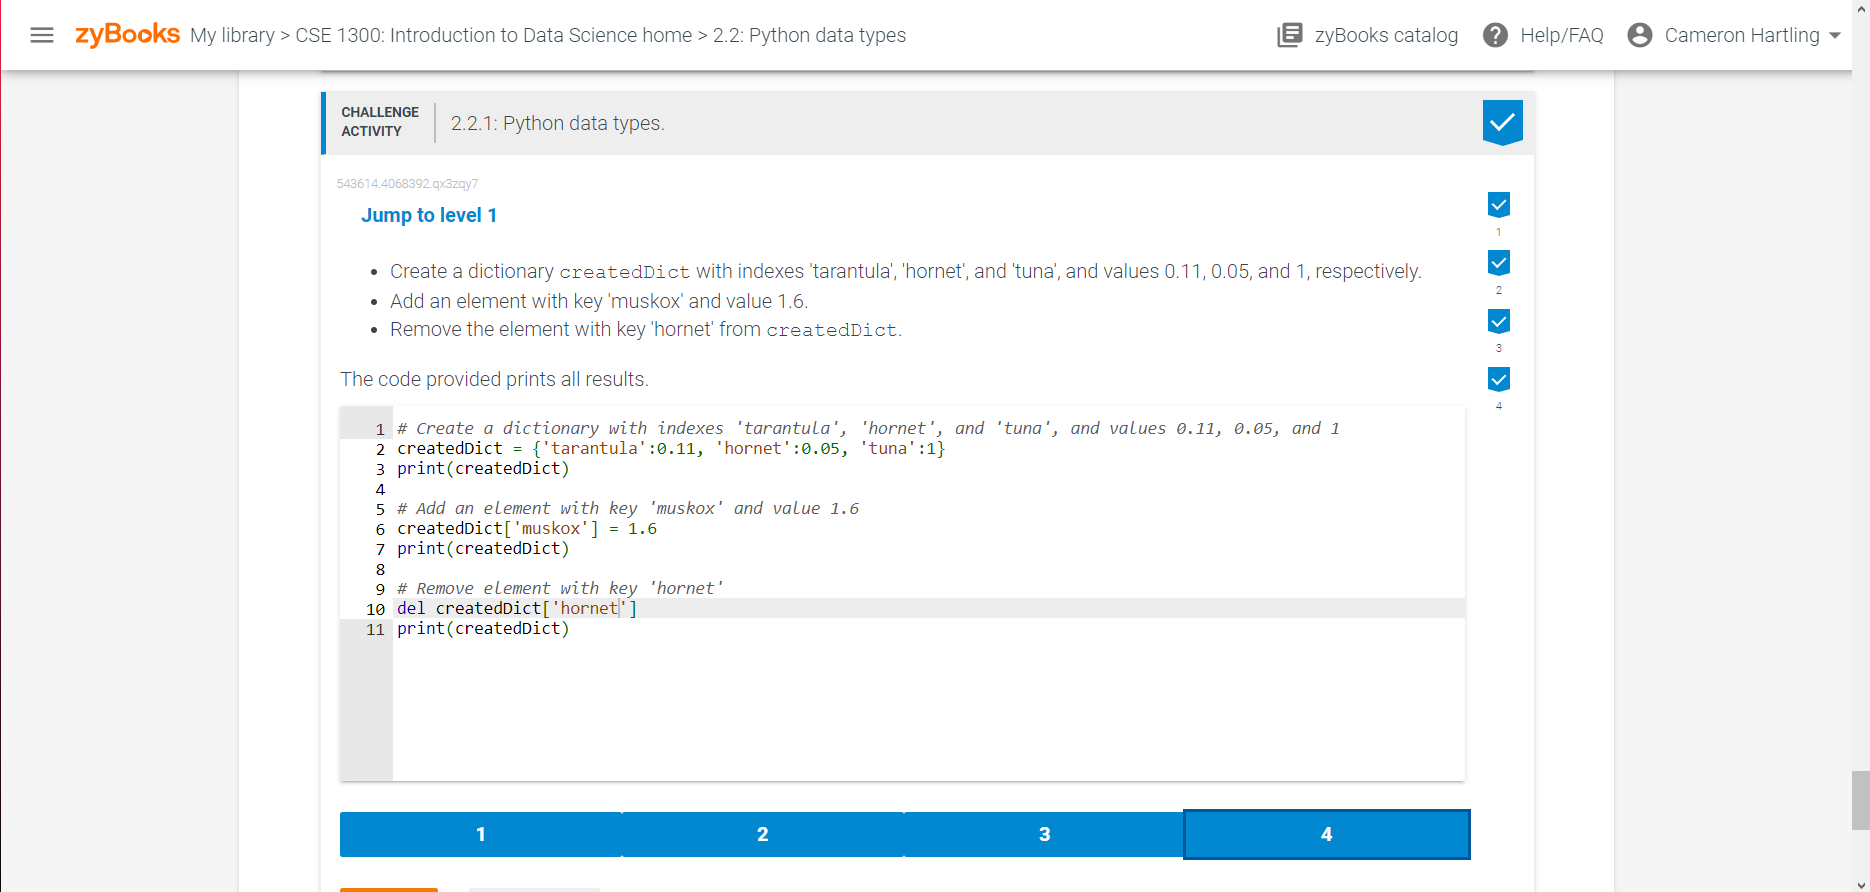 zyBooks My library > CSE 1300: Introduction to Data Science home > 2.2: Python data types zyBooks catalog ? Help/FAQ Cameron Hartling
CHALLENGE ACTIVITY 2.2.1: Python data types.
543614.4068392.qx3zqy7
Jump to level 1
1
2
3
4
• Create a dictionary createdDict with indexes 'tarantula', 'hornet', and 'tuna', and values 0.11, 0.05, and 1, respectively.
• Add an element with key 'muskox' and value 1.6.
• Remove the element with key 'hornet' from createdDict.
The code provided prints all results.
1 # Create a dictionary with indexes 'tarantula', 'hornet', and 'tuna', and values 0.11, 0.05, and 1
2 createdDict = {'tarantula':0.11, 'hornet':0.05, 'tuna':1}
3 print(createdDict)
4
5 # Add an element with key 'muskox' and value 1.6
6 createdDict['muskox'] = 1.6
7 print(createdDict)
8
9 # Remove element with key 'hornet'
10 del createdDict['hornet']
11 print(createdDict)
1 2 3 4